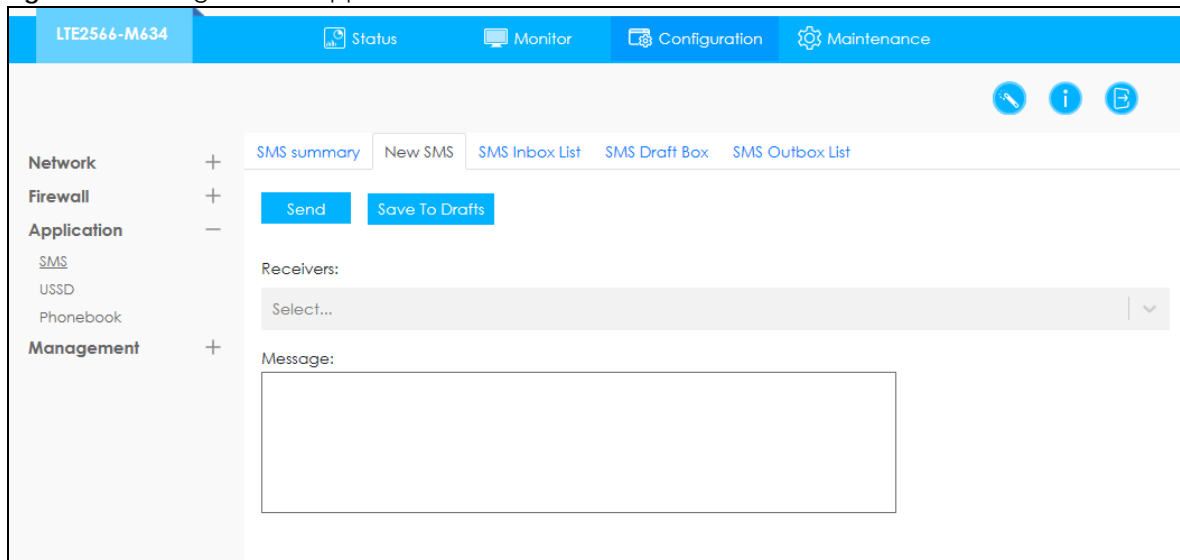 LTE2566-M634
Status
Monitor
Configuration
Maintenance
Network
Firewall
Application
SMS
USSD
Phonebook
Management
SMS summary
New SMS
SMS Inbox List
SMS Draft Box
SMS Outbox List
Send
Save To Drafts
Receivers:
Select...
Message: